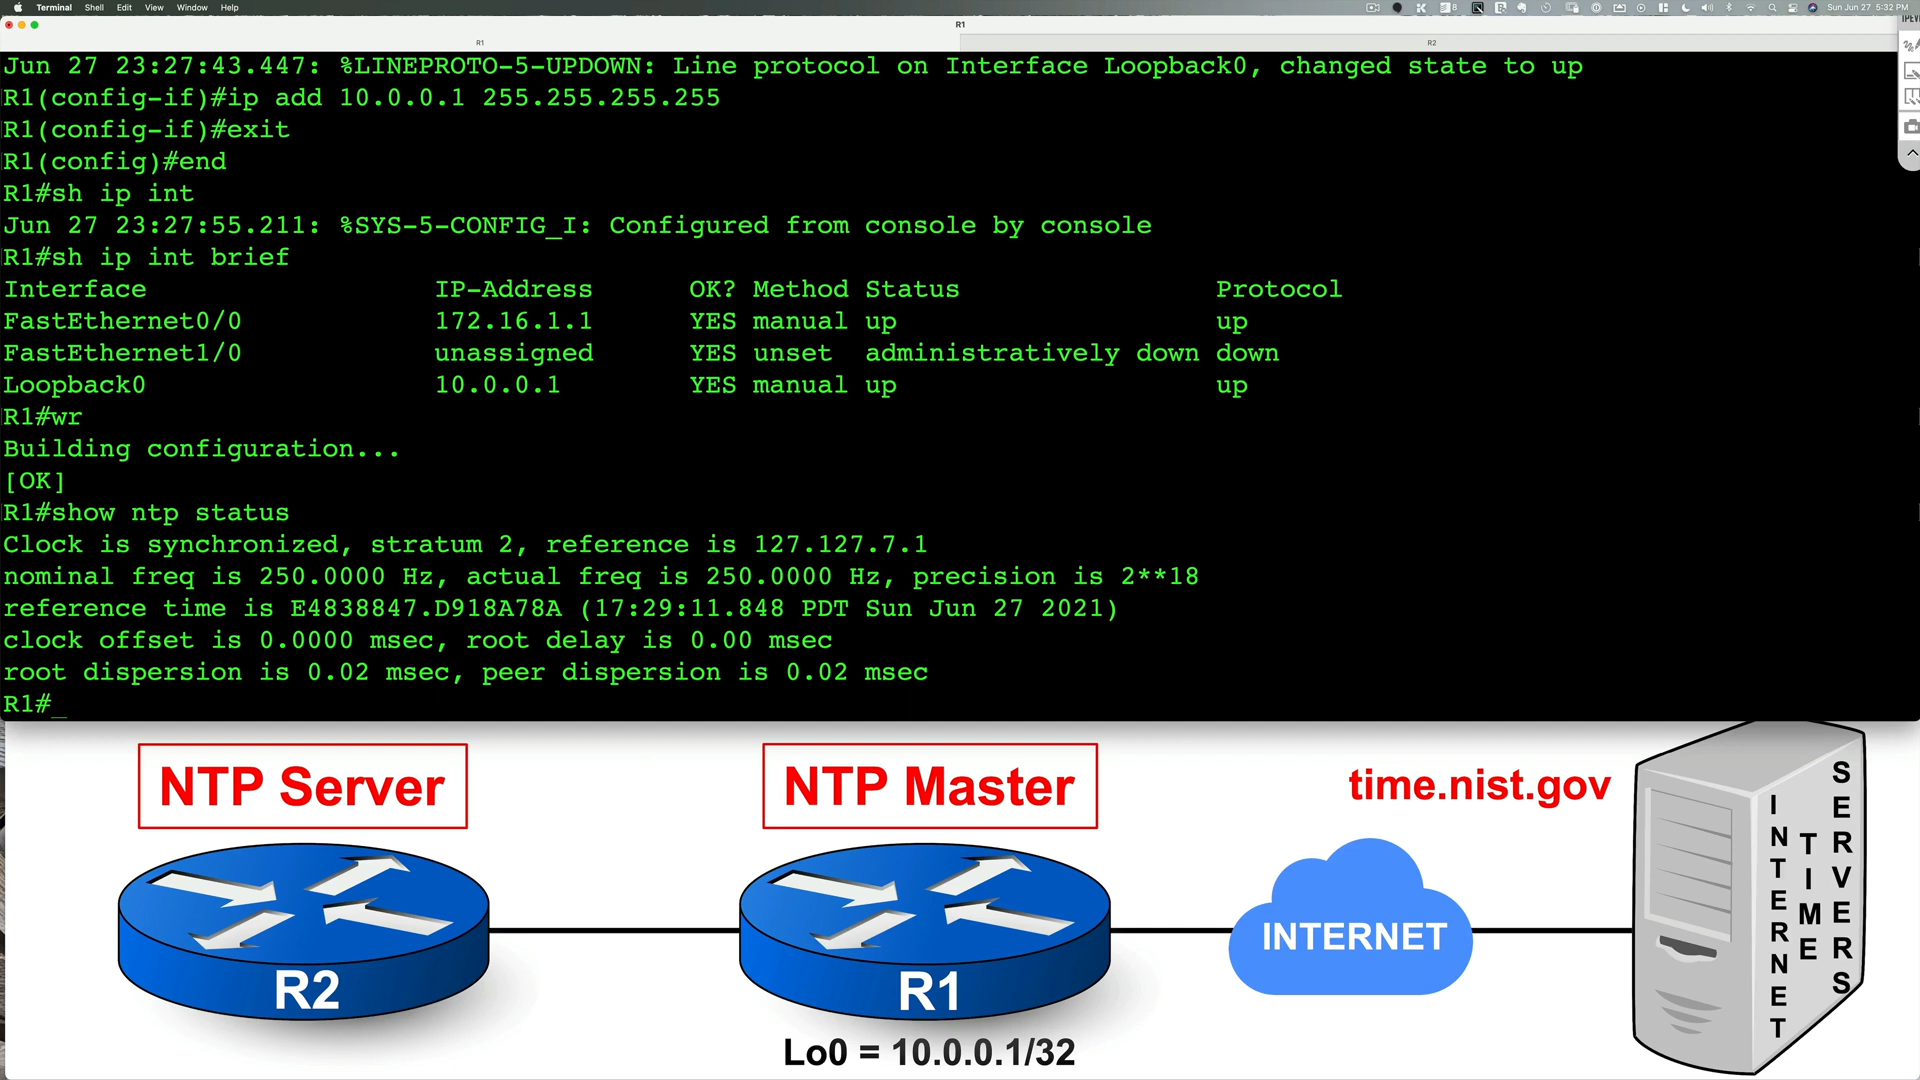 Terminal Shell Edit View Window Help
8 Sun Jun 27 5:32 PM
R1
R1 R2
Jun 27 23:27:43.447: %LINEPROTO-5-UPDOWN: Line protocol on Interface Loopback0, changed state to up
R1(config-if)#ip add 10.0.0.1 255.255.255.255
R1(config-if)#exit
R1(config)#end
R1#sh ip int
Jun 27 23:27:55.211: %SYS-5-CONFIG_I: Configured from console by console
R1#sh ip int brief
Interface IP-Address OK? Method Status Protocol
FastEthernet0/0 172.16.1.1 YES manual up up
FastEthernet1/0 unassigned YES unset administratively down down
Loopback0 10.0.0.1 YES manual up up
R1#wr
Building configuration...
[OK]
R1#show ntp status
Clock is synchronized, stratum 2, reference is 127.127.7.1
nominal freq is 250.0000 Hz, actual freq is 250.0000 Hz, precision is 2**18
reference time is E4838847.D918A78A (17:29:11.848 PDT Sun Jun 27 2021)
clock offset is 0.0000 msec, root delay is 0.00 msec
root dispersion is 0.02 msec, peer dispersion is 0.02 msec
R1#_
NTP Server
NTP Master
time.nist.gov
R2
R1
INTERNET
INTERNET
TIME
SERVERS
Lo0 = 10.0.0.1/32